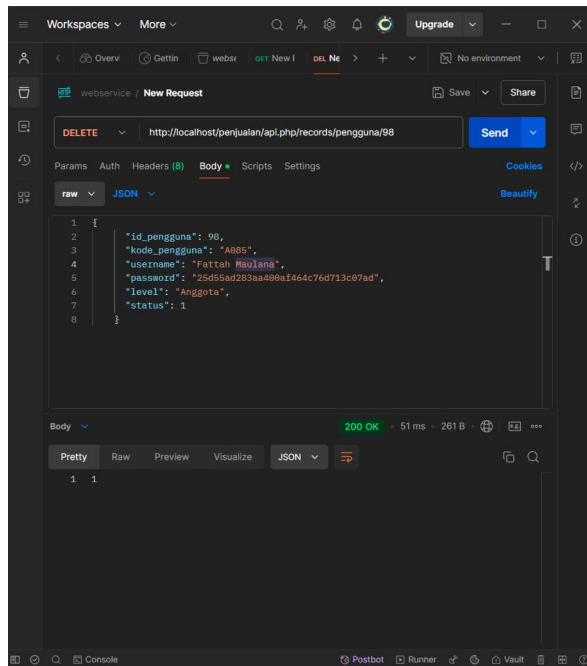 Workspaces More Upgrade
Overv Gettin webse GET New I DEL Ne No environment
HTTP webservice / New Request Save Share
DELETE http://localhost/penjualan/api.php/records/pengguna/98 Send
Params Auth Headers (8) Body Scripts Settings Cookies
raw JSON Beautify
1 {
2 "id_pengguna": 98,
3 "kode_pengguna": "A085",
4 "username": "Fattah Maulana",
5 "password": "25d55ad283aa400af464c76d713c07ad",
6 "level": "Anggota",
7 "status": 1
8 }
Body 200 OK 51 ms 261 B
Pretty Raw Preview Visualize JSON
1 1
Console Postbot Runner Vault